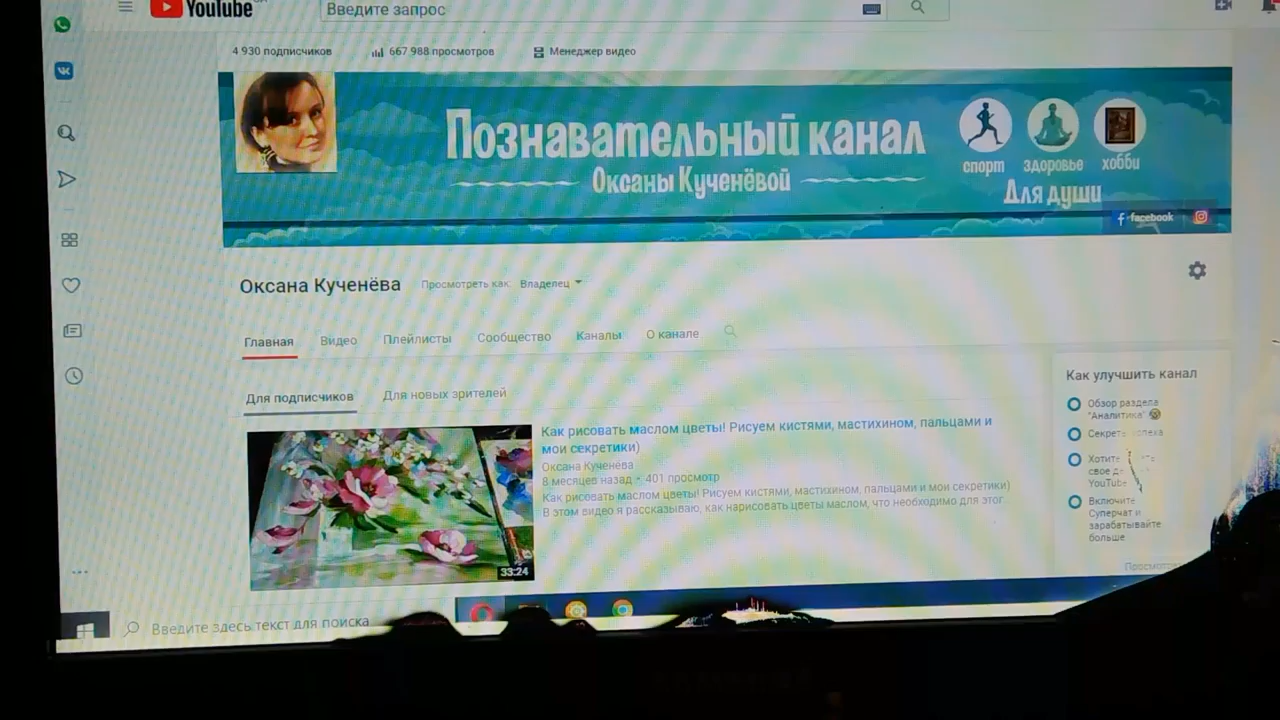 YouTube
Введите запрос
4 930 подписчиков
667 988 просмотров
Менеджер видео
Познавательный канал
Оксаны Кученёвой
спорт
здоровье
хобби
Для души
facebook
Оксана Кученёва
Просмотреть как:
Владелец
Главная
Видео
Плейлисты
Сообщество
Каналы
О канале
Для подписчиков
Для новых зрителей
Как рисовать маслом цветы! Рисуем кистями, мастихином, пальцами и
мои секретики)
Оксана Кученёва
8 месяцев назад • 401 просмотр
Как рисовать маслом цветы! Рисуем кистями, мастихином, пальцами и мои секретики)
В этом видео я рассказываю, как нарисовать цветы маслом, что необходимо для этог
33:24
Как улучшить канал
Обзор раздела
"Аналитика"
Хотите
свое
YouTube
Включите
Суперчат и
зарабатывайте
больше
Введите здесь текст для поиска